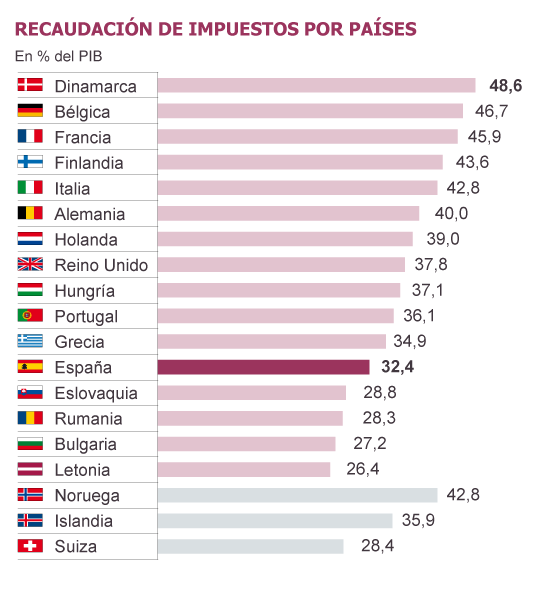 RECAUDACIÓN DE IMPUESTOS POR PAÍSES
En % del PIB
Dinamarca 48,6
Bélgica 46,7
Francia 45,9
Finlandia 43,6
Italia 42,8
Alemania 40,0
Holanda 39,0
Reino Unido 37,8
Hungría 37,1
Portugal 36,1
Grecia 34,9
España 32,4
Eslovaquia 28,8
Rumania 28,3
Bulgaria 27,2
Letonia 26,4
Noruega 42,8
Islandia 35,9
Suiza 28,4